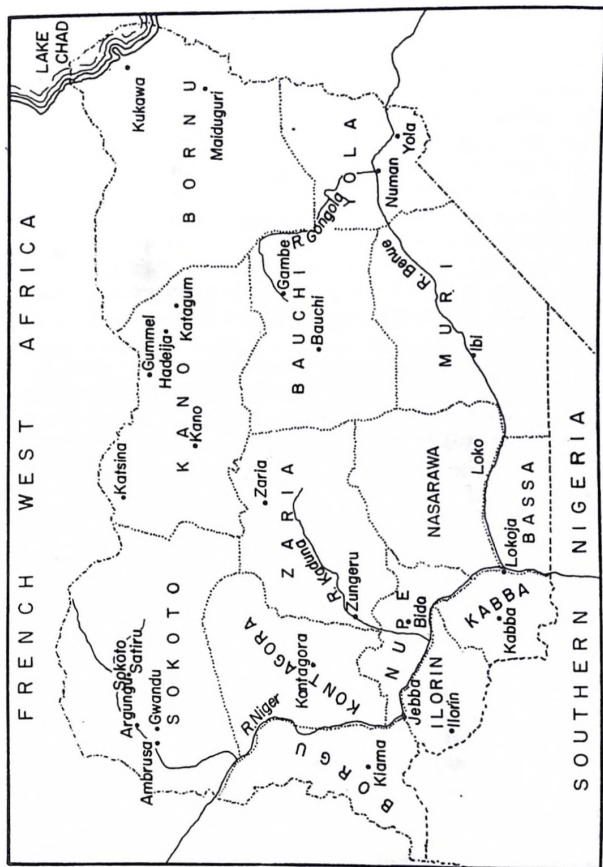 FRENCH WEST AFRICA
LAKE CHAD
Kukawa
BORNU
Maiduguri
Katsina
Gummel
Hadeija
KANO
Katagum
Kano
Argungu
Sokoto
Satiru
Ambrusa
Gwandu
SOKOTO
Zaria
ZARIA
R. Kaduna
Zungeru
Gambe
R. Gongola
BAUCHI
Bauchi
YOLA
Numan
Yola
R. Benue
MURI
Ibi
R. Niger
KONTAGORA
Kontagora
NUPE
Bida
NASARAWA
Loko
BORGU
Kiama
Jebba
ILORIN
Ilorin
KABBA
Kabba
Lokoja
BASSA
SOUTHERN NIGERIA